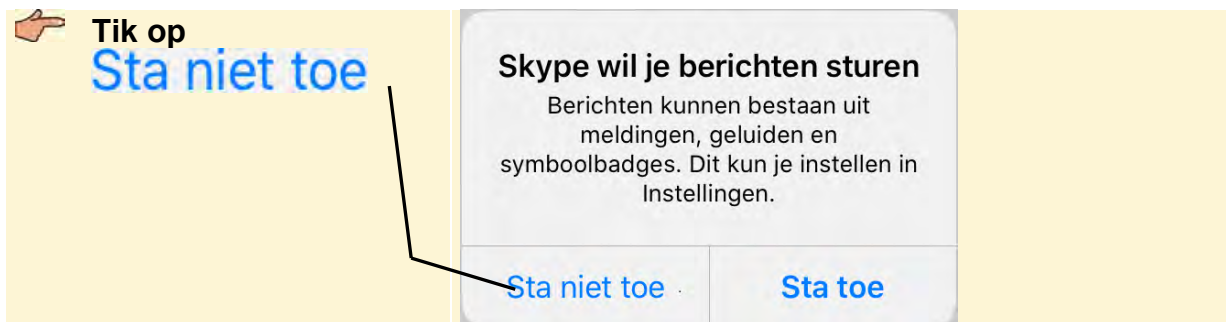 Tik op
Sta niet toe
Skype wil je berichten sturen
Berichten kunnen bestaan uit
meldingen, geluiden en
symboolbadges. Dit kun je instellen in
Instellingen.
Sta niet toe
Sta toe